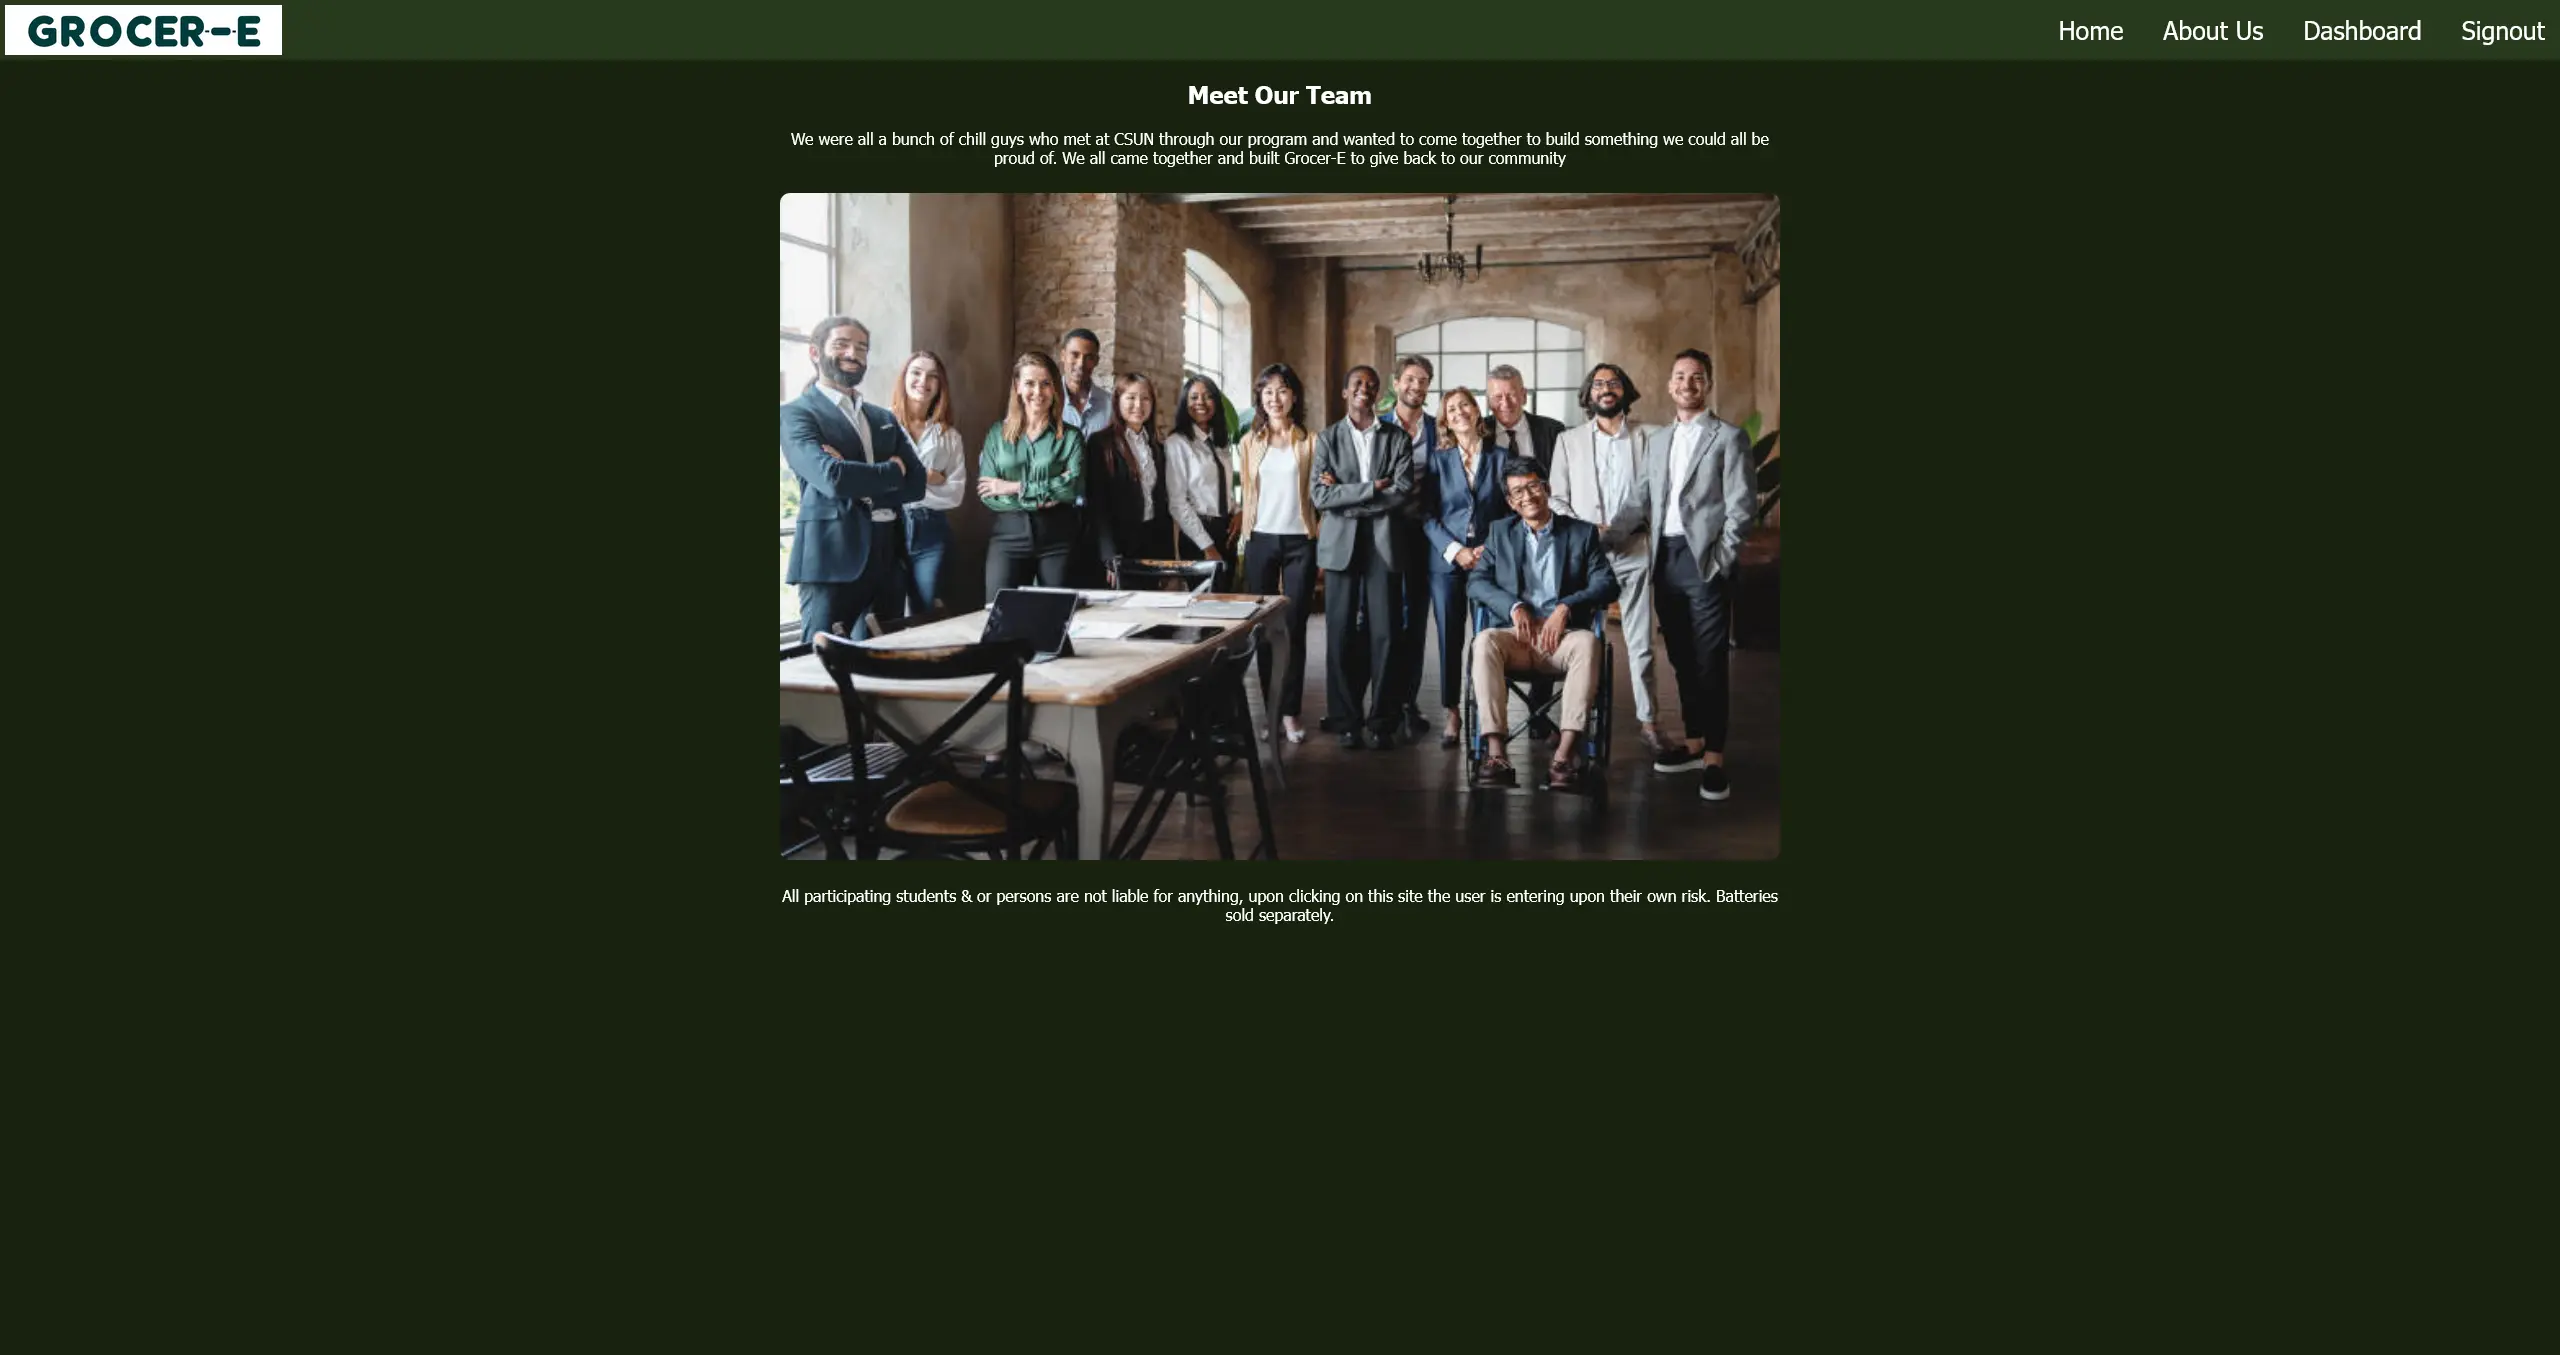 GROCER-E
Home About Us Dashboard Signout
Meet Our Team
We were all a bunch of chill guys who met at CSUN through our program and wanted to come together to build something we could all be
proud of. We all came together and built Grocer-E to give back to our community
All participating students & or persons are not liable for anything, upon clicking on this site the user is entering upon their own risk. Batteries
sold separately.